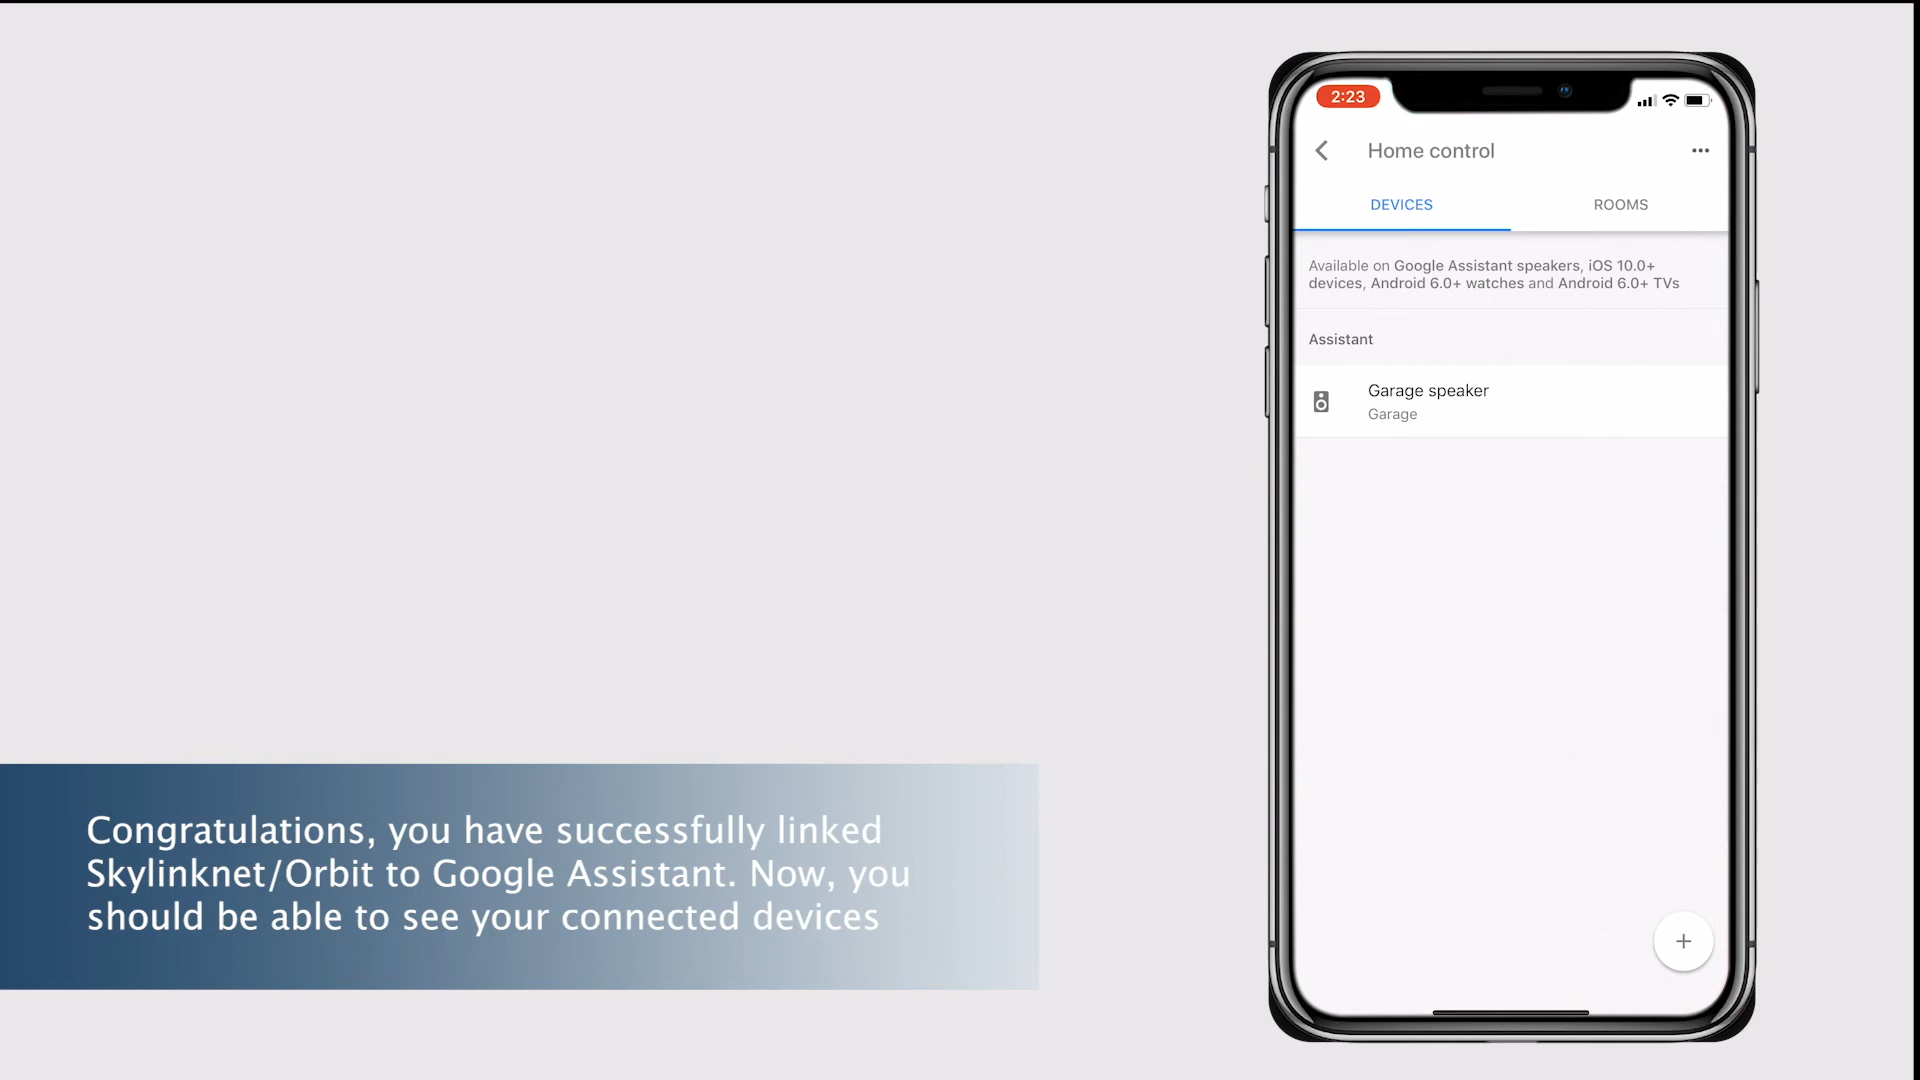 2:23
Home control
DEVICES
ROOMS
Available on Google Assistant speakers, iOS 10.0+
devices, Android 6.0+ watches and Android 6.0+ TVs
Assistant
Garage speaker
Garage
Congratulations, you have successfully linked
Skylinknet/Orbit to Google Assistant. Now, you
should be able to see your connected devices